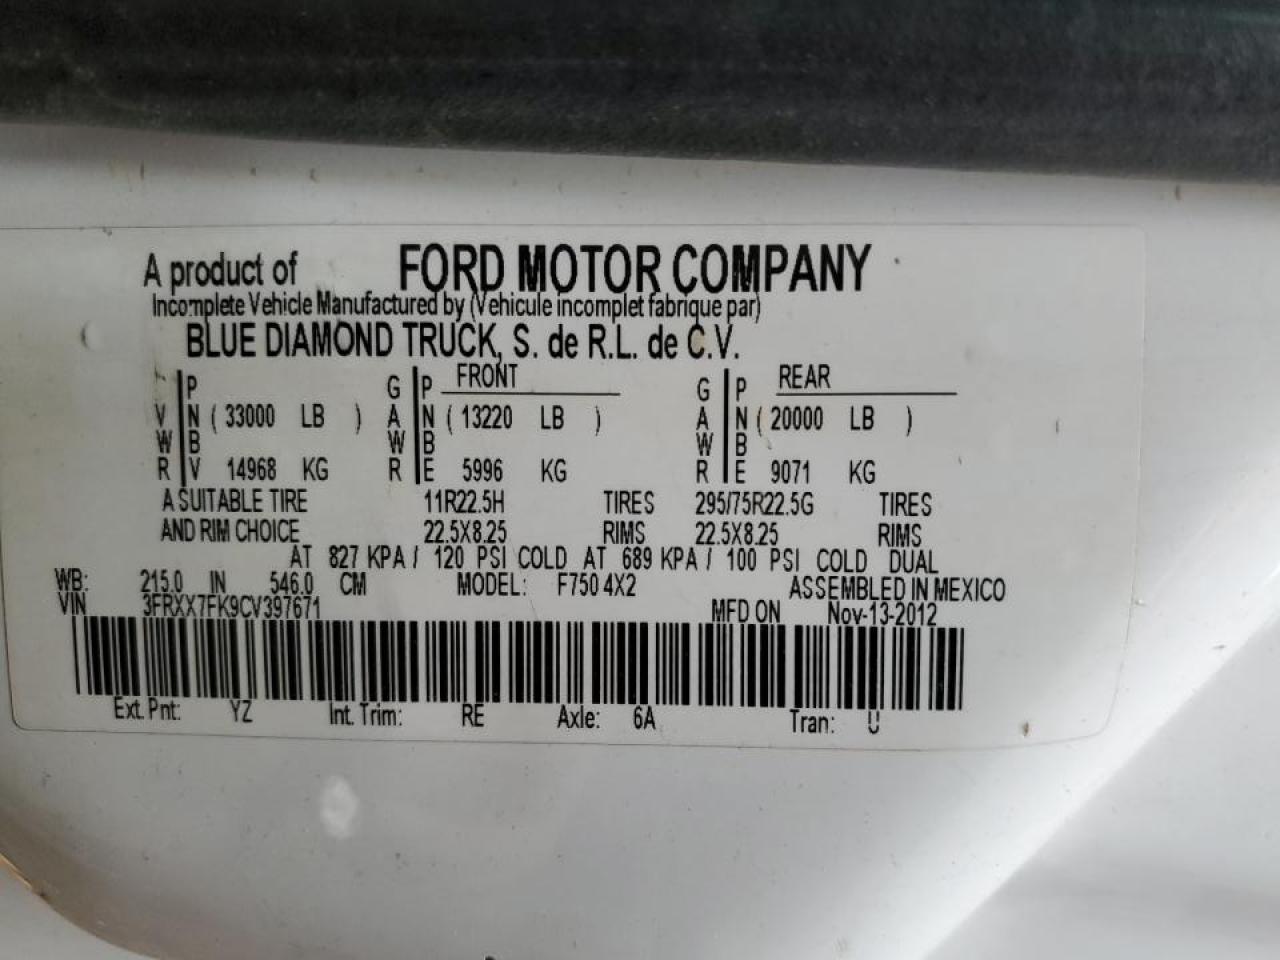 A product of FORD MOTOR COMPANY
Incomplete Vehicle Manufactured by (Vehicule incomplet fabrique par)
BLUE DIAMOND TRUCK, S. de R.L. de C.V.
P G P FRONT G P REAR
V N ( 33000 LB ) A N ( 13220 LB ) A N ( 20000 LB )
W B W B W B
R V 14968 KG R E 5996 KG R E 9071 KG
A SUITABLE TIRE 11R22.5H TIRES 295/75R22.5G TIRES
AND RIM CHOICE 22.5X8.25 RIMS 22.5X8.25 RIMS
AT 827 KPA / 120 PSI COLD AT 689 KPA / 100 PSI COLD DUAL
WB: 215.0 IN 546.0 CM MODEL: F750 4X2 ASSEMBLED IN MEXICO
VIN 3FRXX7FK9CV397671 MFD ON Nov-13-2012
Ext. Pnt: YZ Int. Trim: RE Axle: 6A Tran: U